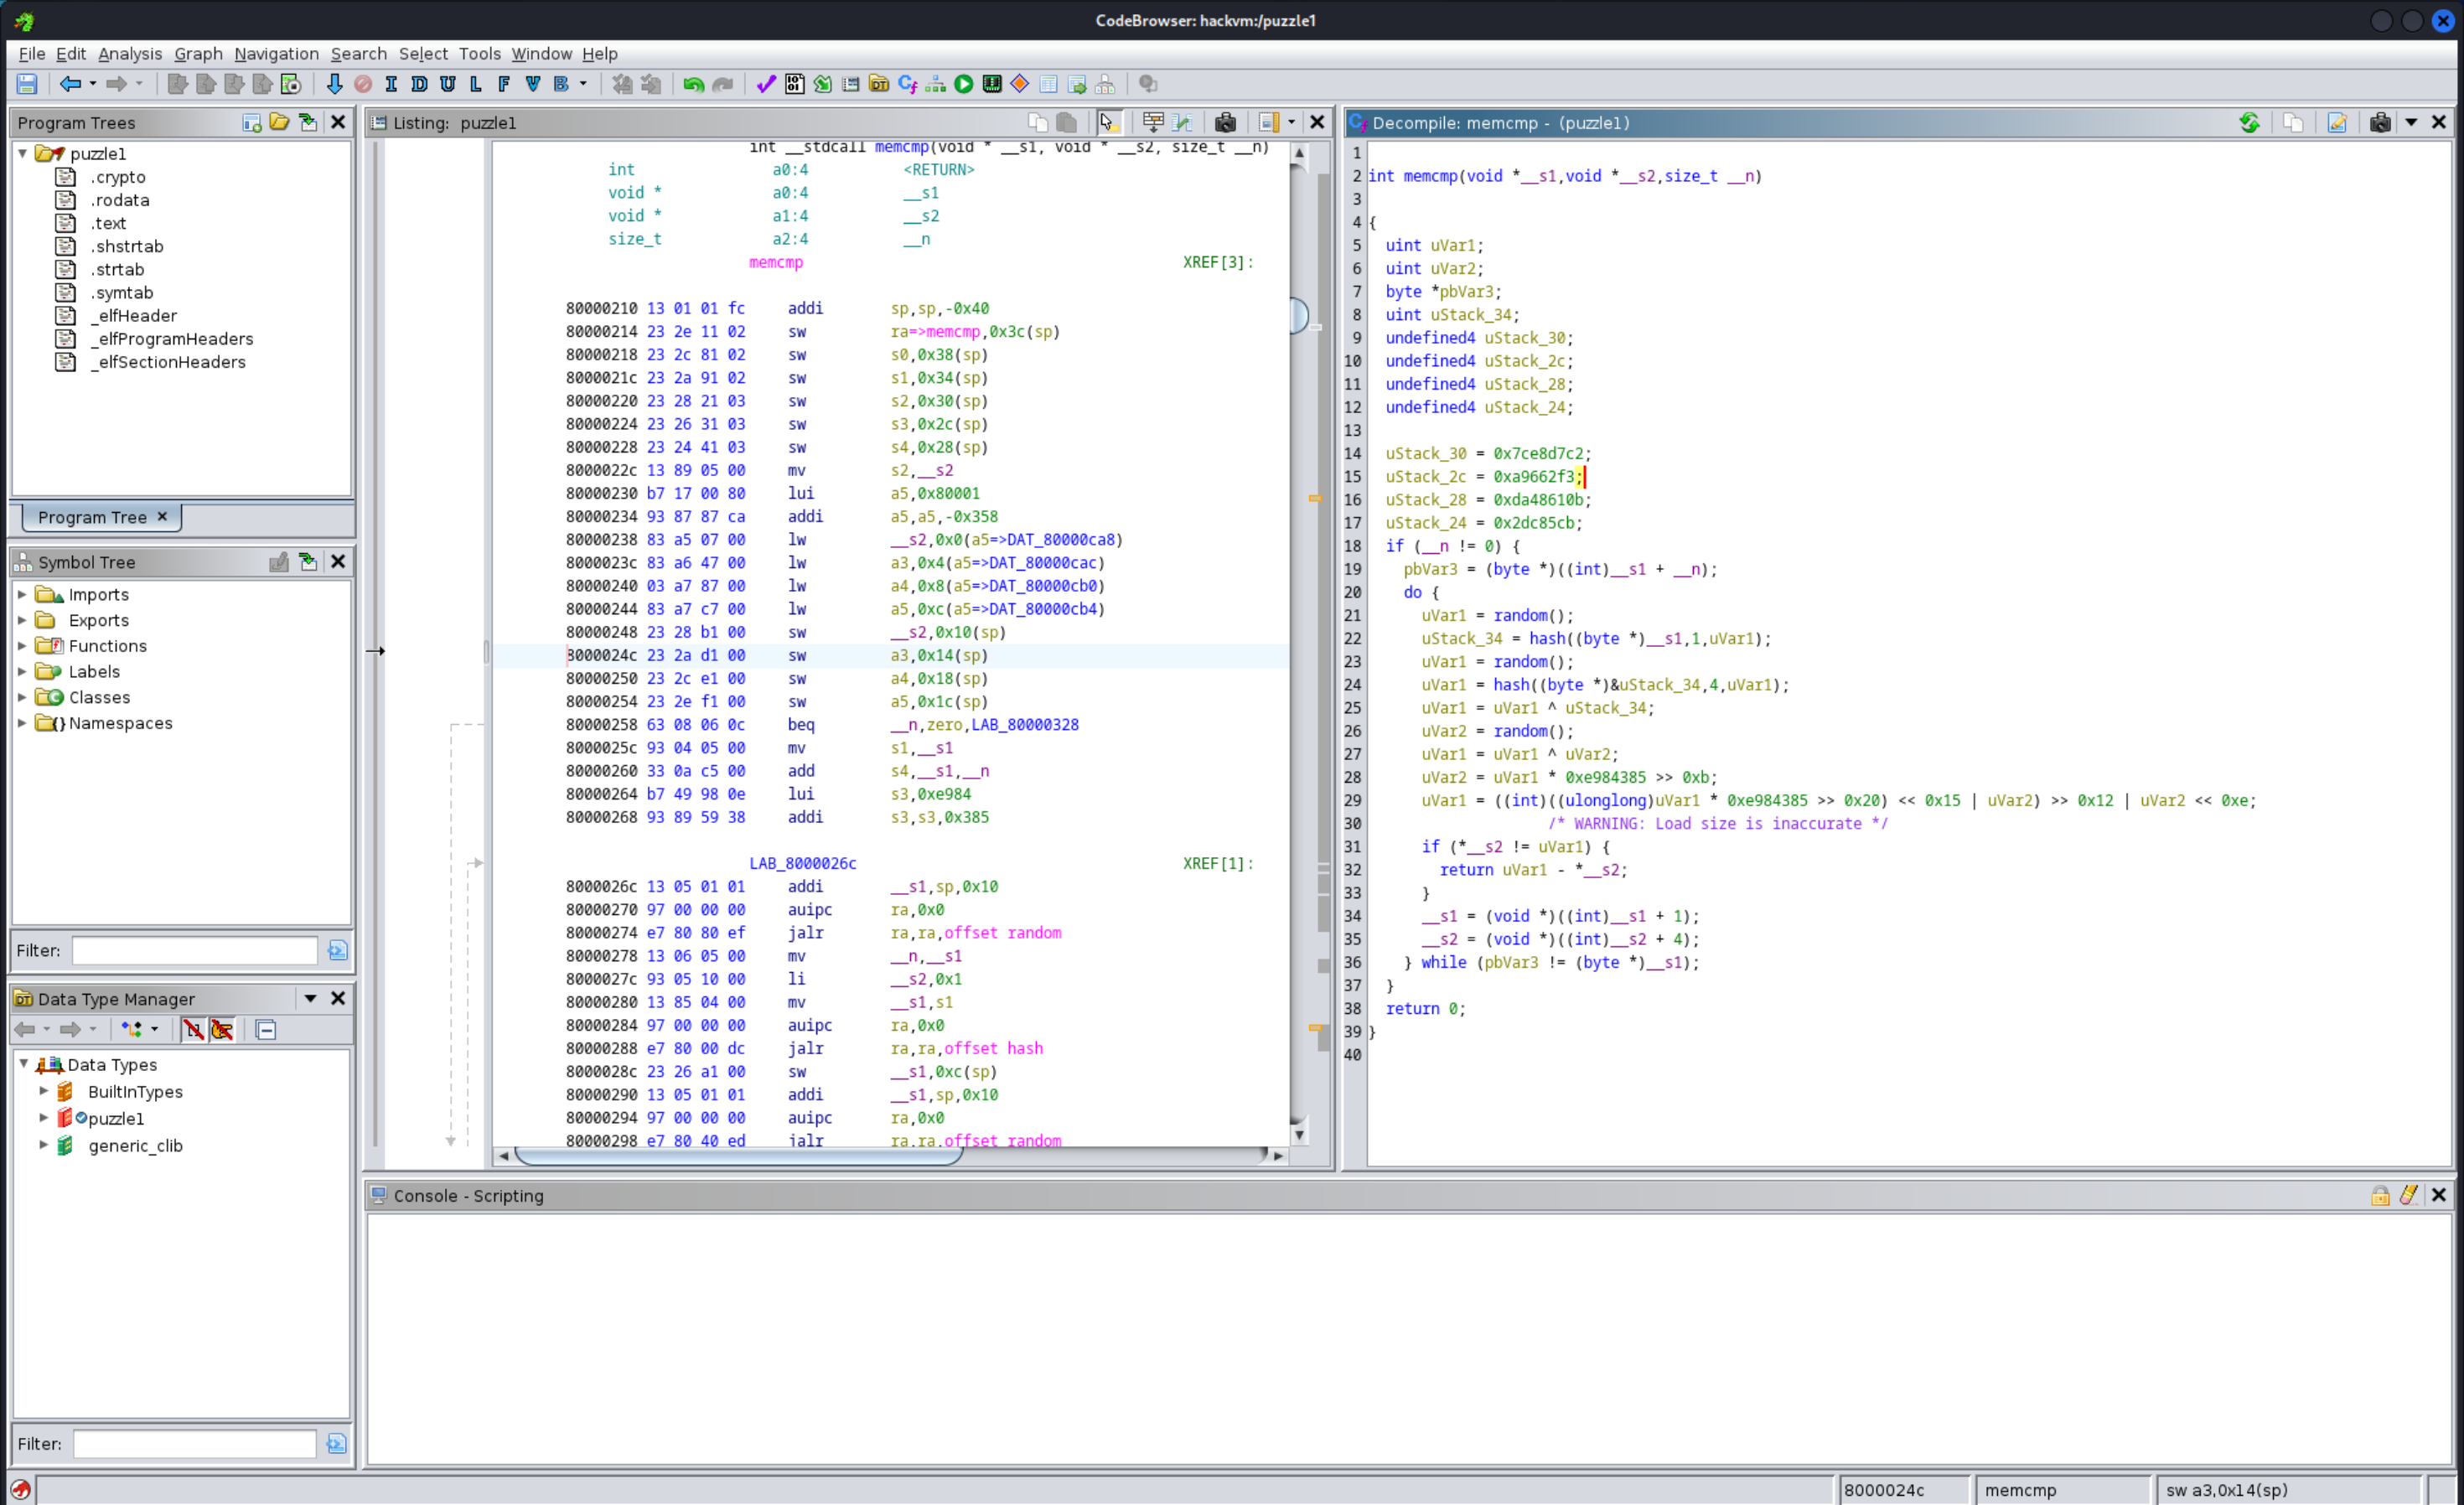 CodeBrowser: hackvm:/puzzle1
File Edit Analysis Graph Navigation Search Select Tools Window Help
I D U L F V B
Program Trees
puzzle1
.crypto
.rodata
.text
.shstrtab
.strtab
.symtab
_elfHeader
_elfProgramHeaders
_elfSectionHeaders
Program Tree
Symbol Tree
Imports
Exports
Functions
Labels
Classes
Namespaces
Filter:
Data Type Manager
Data Types
BuiltInTypes
puzzle1
generic_clib
Filter:
Listing: puzzle1
int __stdcall memcmp(void * __s1, void * __s2, size_t __n)
int a0:4 <RETURN>
void * a0:4 __s1
void * a1:4 __s2
size_t a2:4 __n
memcmp XREF[3]:
80000210 13 01 01 fc addi sp,sp,-0x40
80000214 23 2e 11 02 sw ra=>memcmp,0x3c(sp)
80000218 23 2c 81 02 sw s0,0x38(sp)
8000021c 23 2a 91 02 sw s1,0x34(sp)
80000220 23 28 21 03 sw s2,0x30(sp)
80000224 23 26 31 03 sw s3,0x2c(sp)
80000228 23 24 41 03 sw s4,0x28(sp)
8000022c 13 89 05 00 mv s2,__s2
80000230 b7 17 00 80 lui a5,0x80001
80000234 93 87 87 ca addi a5,a5,-0x358
80000238 83 a5 07 00 lw __s2,0x0(a5=>DAT_80000ca8)
8000023c 83 a6 47 00 lw a3,0x4(a5=>DAT_80000cac)
80000240 03 a7 87 00 lw a4,0x8(a5=>DAT_80000cb0)
80000244 83 a7 c7 00 lw a5,0xc(a5=>DAT_80000cb4)
80000248 23 28 b1 00 sw __s2,0x10(sp)
8000024c 23 2a d1 00 sw a3,0x14(sp)
80000250 23 2c e1 00 sw a4,0x18(sp)
80000254 23 2e f1 00 sw a5,0x1c(sp)
80000258 63 08 06 0c beq __n,zero,LAB_80000328
8000025c 93 04 05 00 mv s1,__s1
80000260 33 0a c5 00 add s4,__s1,__n
80000264 b7 49 98 0e lui s3,0xe984
80000268 93 89 59 38 addi s3,s3,0x385
LAB_8000026c XREF[1]:
8000026c 13 05 01 01 addi __s1,sp,0x10
80000270 97 00 00 00 auipc ra,0x0
80000274 e7 80 80 ef jalr ra,ra,offset random
80000278 13 06 05 00 mv __n,__s1
8000027c 93 05 10 00 li __s2,0x1
80000280 13 85 04 00 mv __s1,s1
80000284 97 00 00 00 auipc ra,0x0
80000288 e7 80 00 dc jalr ra,ra,offset hash
8000028c 23 26 a1 00 sw __s1,0xc(sp)
80000290 13 05 01 01 addi __s1,sp,0x10
80000294 97 00 00 00 auipc ra,0x0
80000298 e7 80 40 ed jalr ra,ra,offset random
Decompile: memcmp - (puzzle1)
1
2 int memcmp(void *__s1,void *__s2,size_t __n)
3
4 {
5 uint uVar1;
6 uint uVar2;
7 byte *pbVar3;
8 uint uStack_34;
9 undefined4 uStack_30;
10 undefined4 uStack_2c;
11 undefined4 uStack_28;
12 undefined4 uStack_24;
13
14 uStack_30 = 0x7ce8d7c2;
15 uStack_2c = 0xa9662f3;
16 uStack_28 = 0xda48610b;
17 uStack_24 = 0x2dc85cb;
18 if (__n != 0) {
19 pbVar3 = (byte *)((int)__s1 + __n);
20 do {
21 uVar1 = random();
22 uStack_34 = hash((byte *)__s1,1,uVar1);
23 uVar1 = random();
24 uVar1 = hash((byte *)&uStack_34,4,uVar1);
25 uVar1 = uVar1 ^ uStack_34;
26 uVar2 = random();
27 uVar1 = uVar1 ^ uVar2;
28 uVar2 = uVar1 * 0xe984385 >> 0xb;
29 uVar1 = ((int)((ulonglong)uVar1 * 0xe984385 >> 0x20) << 0x15 | uVar2) >> 0x12 | uVar2 << 0xe;
30 /* WARNING: Load size is inaccurate */
31 if (*__s2 != uVar1) {
32 return uVar1 - *__s2;
33 }
34 __s1 = (void *)((int)__s1 + 1);
35 __s2 = (void *)((int)__s2 + 4);
36 } while (pbVar3 != (byte *)__s1);
37 }
38 return 0;
39 }
40
Console - Scripting
8000024c memcmp sw a3,0x14(sp)